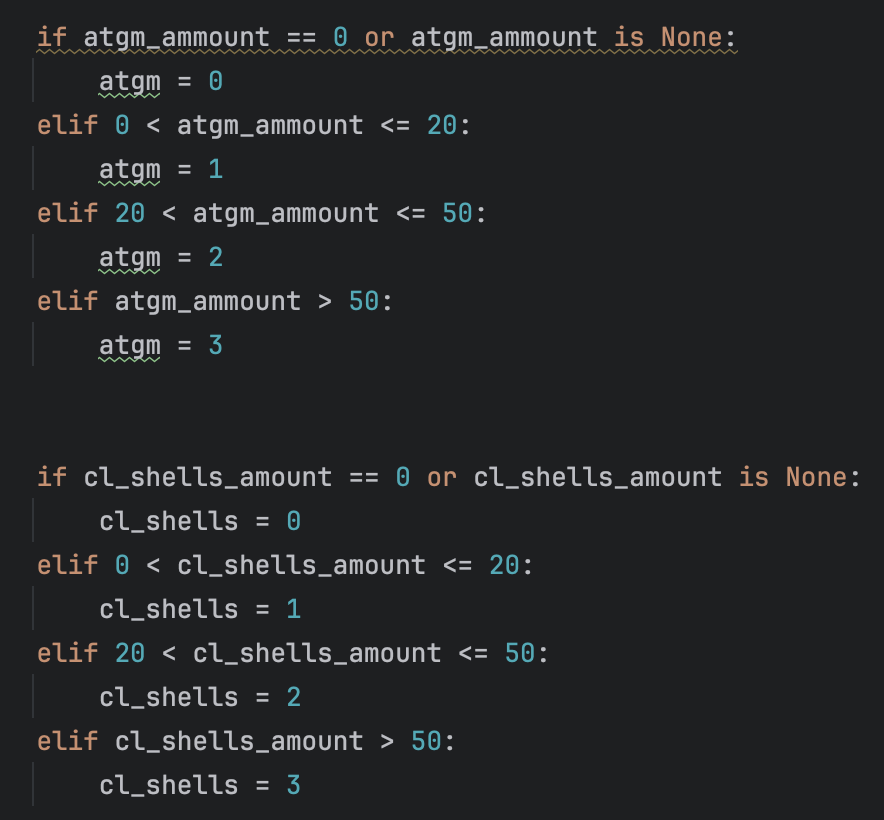 if atgm_ammount == 0 or atgm_ammount is None:
    atgm = 0
elif 0 < atgm_ammount <= 20:
    atgm = 1
elif 20 < atgm_ammount <= 50:
    atgm = 2
elif atgm_ammount > 50:
    atgm = 3
if cl_shells_amount == 0 or cl_shells_amount is None:
    cl_shells = 0
elif 0 < cl_shells_amount <= 20:
    cl_shells = 1
elif 20 < cl_shells_amount <= 50:
    cl_shells = 2
elif cl_shells_amount > 50:
    cl_shells = 3